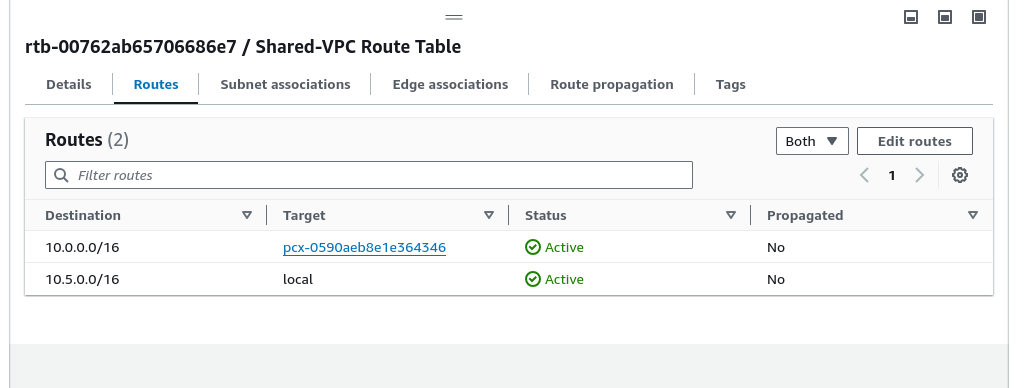 rtb-00762ab65706686e7 / Shared-VPC Route Table
Details Routes Subnet associations Edge associations Route propagation Tags
Routes (2)
Both Edit routes
Filter routes
1
Destination Target Status Propagated
10.0.0.0/16 pcx-0590aeb8e1e364346 Active No
10.5.0.0/16 local Active No